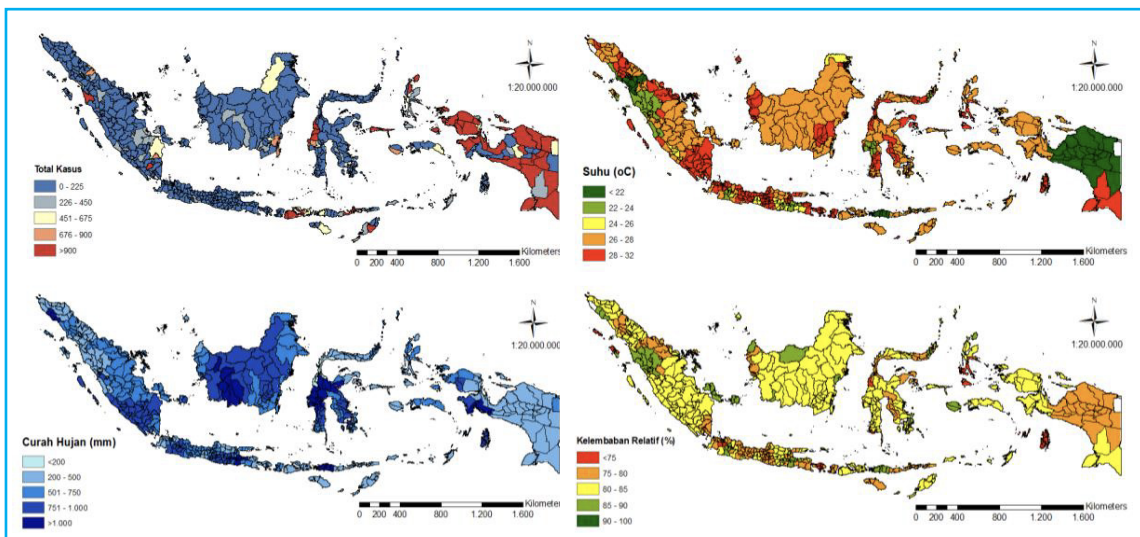 N
1:20.000.000
Total Kasus
0 - 225
226 - 450
451 - 675
676 - 900
>900
Kilometers
0 200 400 800 1.200 1.600
N
1:20.000.000
Suhu (oC)
< 22
22 - 24
24 - 26
26 - 28
28 - 32
Kilometers
0 200 400 800 1.200 1.600
N
1:20.000.000
Curah Hujan (mm)
<200
200 - 500
501 - 750
751 - 1.000
>1.000
Kilometers
0 200 400 800 1.200 1.600
N
1:20.000.000
Kelembaban Relatif (%)
<75
75 - 80
80 - 85
85 - 90
90 - 100
Kilometers
0 200 400 800 1.200 1.600